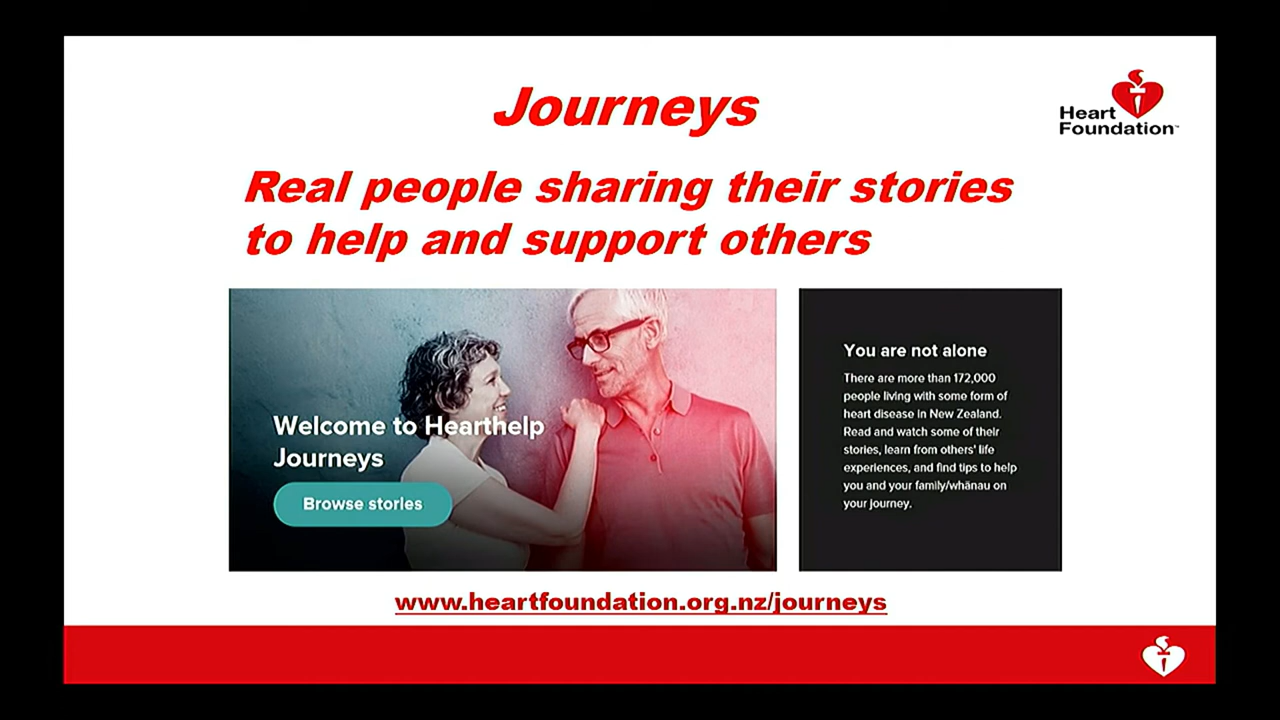 Journeys
Heart
Foundation™
Real people sharing their stories
to help and support others
Welcome to Hearthelp
Journeys
Browse stories
You are not alone
There are more than 172,000
people living with some form of
heart disease in New Zealand.
Read and watch some of their
stories, learn from others' life
experiences, and find tips to help
you and your family/whānau on
your journey.
www.heartfoundation.org.nz/journeys